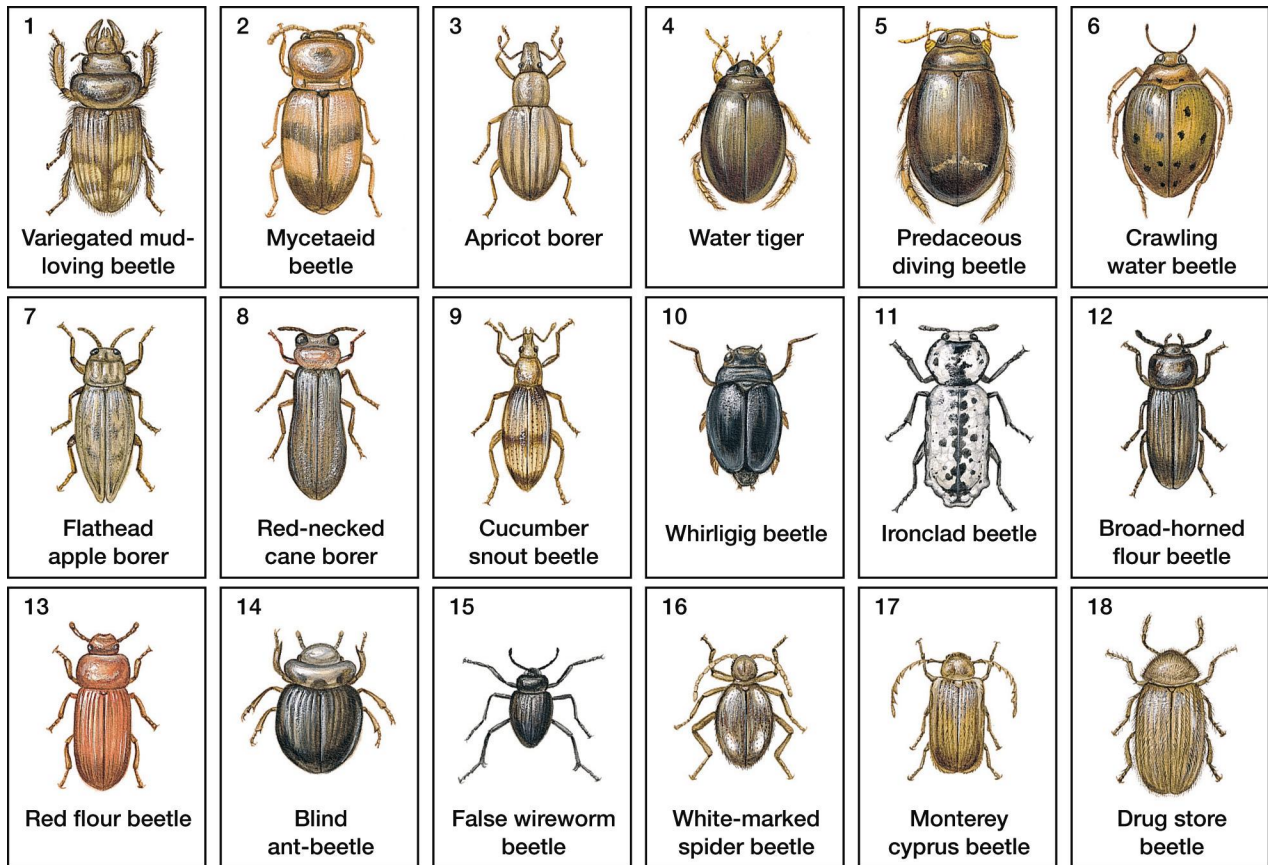 1
Variegated mud-
loving beetle
2
Mycetaeid
beetle
3
Apricot borer
4
Water tiger
5
Predaceous
diving beetle
6
Crawling
water beetle
7
Flathead
apple borer
8
Red-necked
cane borer
9
Cucumber
snout beetle
10
Whirligig beetle
11
Ironclad beetle
12
Broad-horned
flour beetle
13
Red flour beetle
14
Blind
ant-beetle
15
False wireworm
beetle
16
White-marked
spider beetle
17
Monterey
cyprus beetle
18
Drug store
beetle